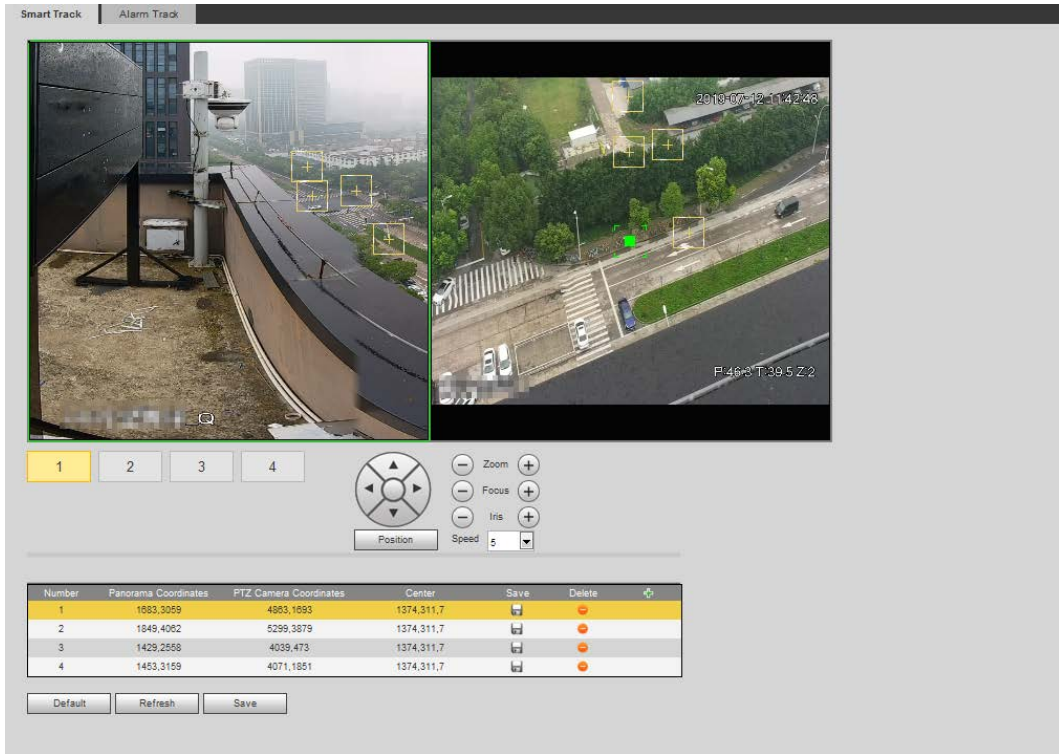 Smart Track Alarm Track
2019-07-12 11:42:48
P:46.3 T:39.5 Z:2
1 2 3 4
Zoom
Focus
Iris
Position Speed 5
Number Panorama Coordinates PTZ Camera Coordinates Center Save Delete
1 1683,3059 4863,1693 1374,311,7
2 1849,4062 5299,3879 1374,311,7
3 1429,2558 4039,473 1374,311,7
4 1453,3159 4071,1851 1374,311,7
Default Refresh Save